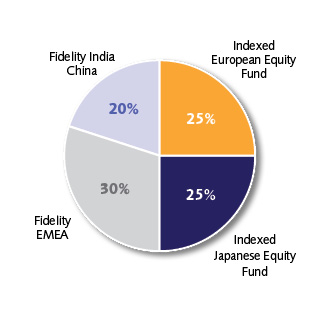 Indexed
European Equity
Fund
25%
25%
Indexed
Japanese Equity
Fund
30%
Fidelity
EMEA
20%
Fidelity India
China